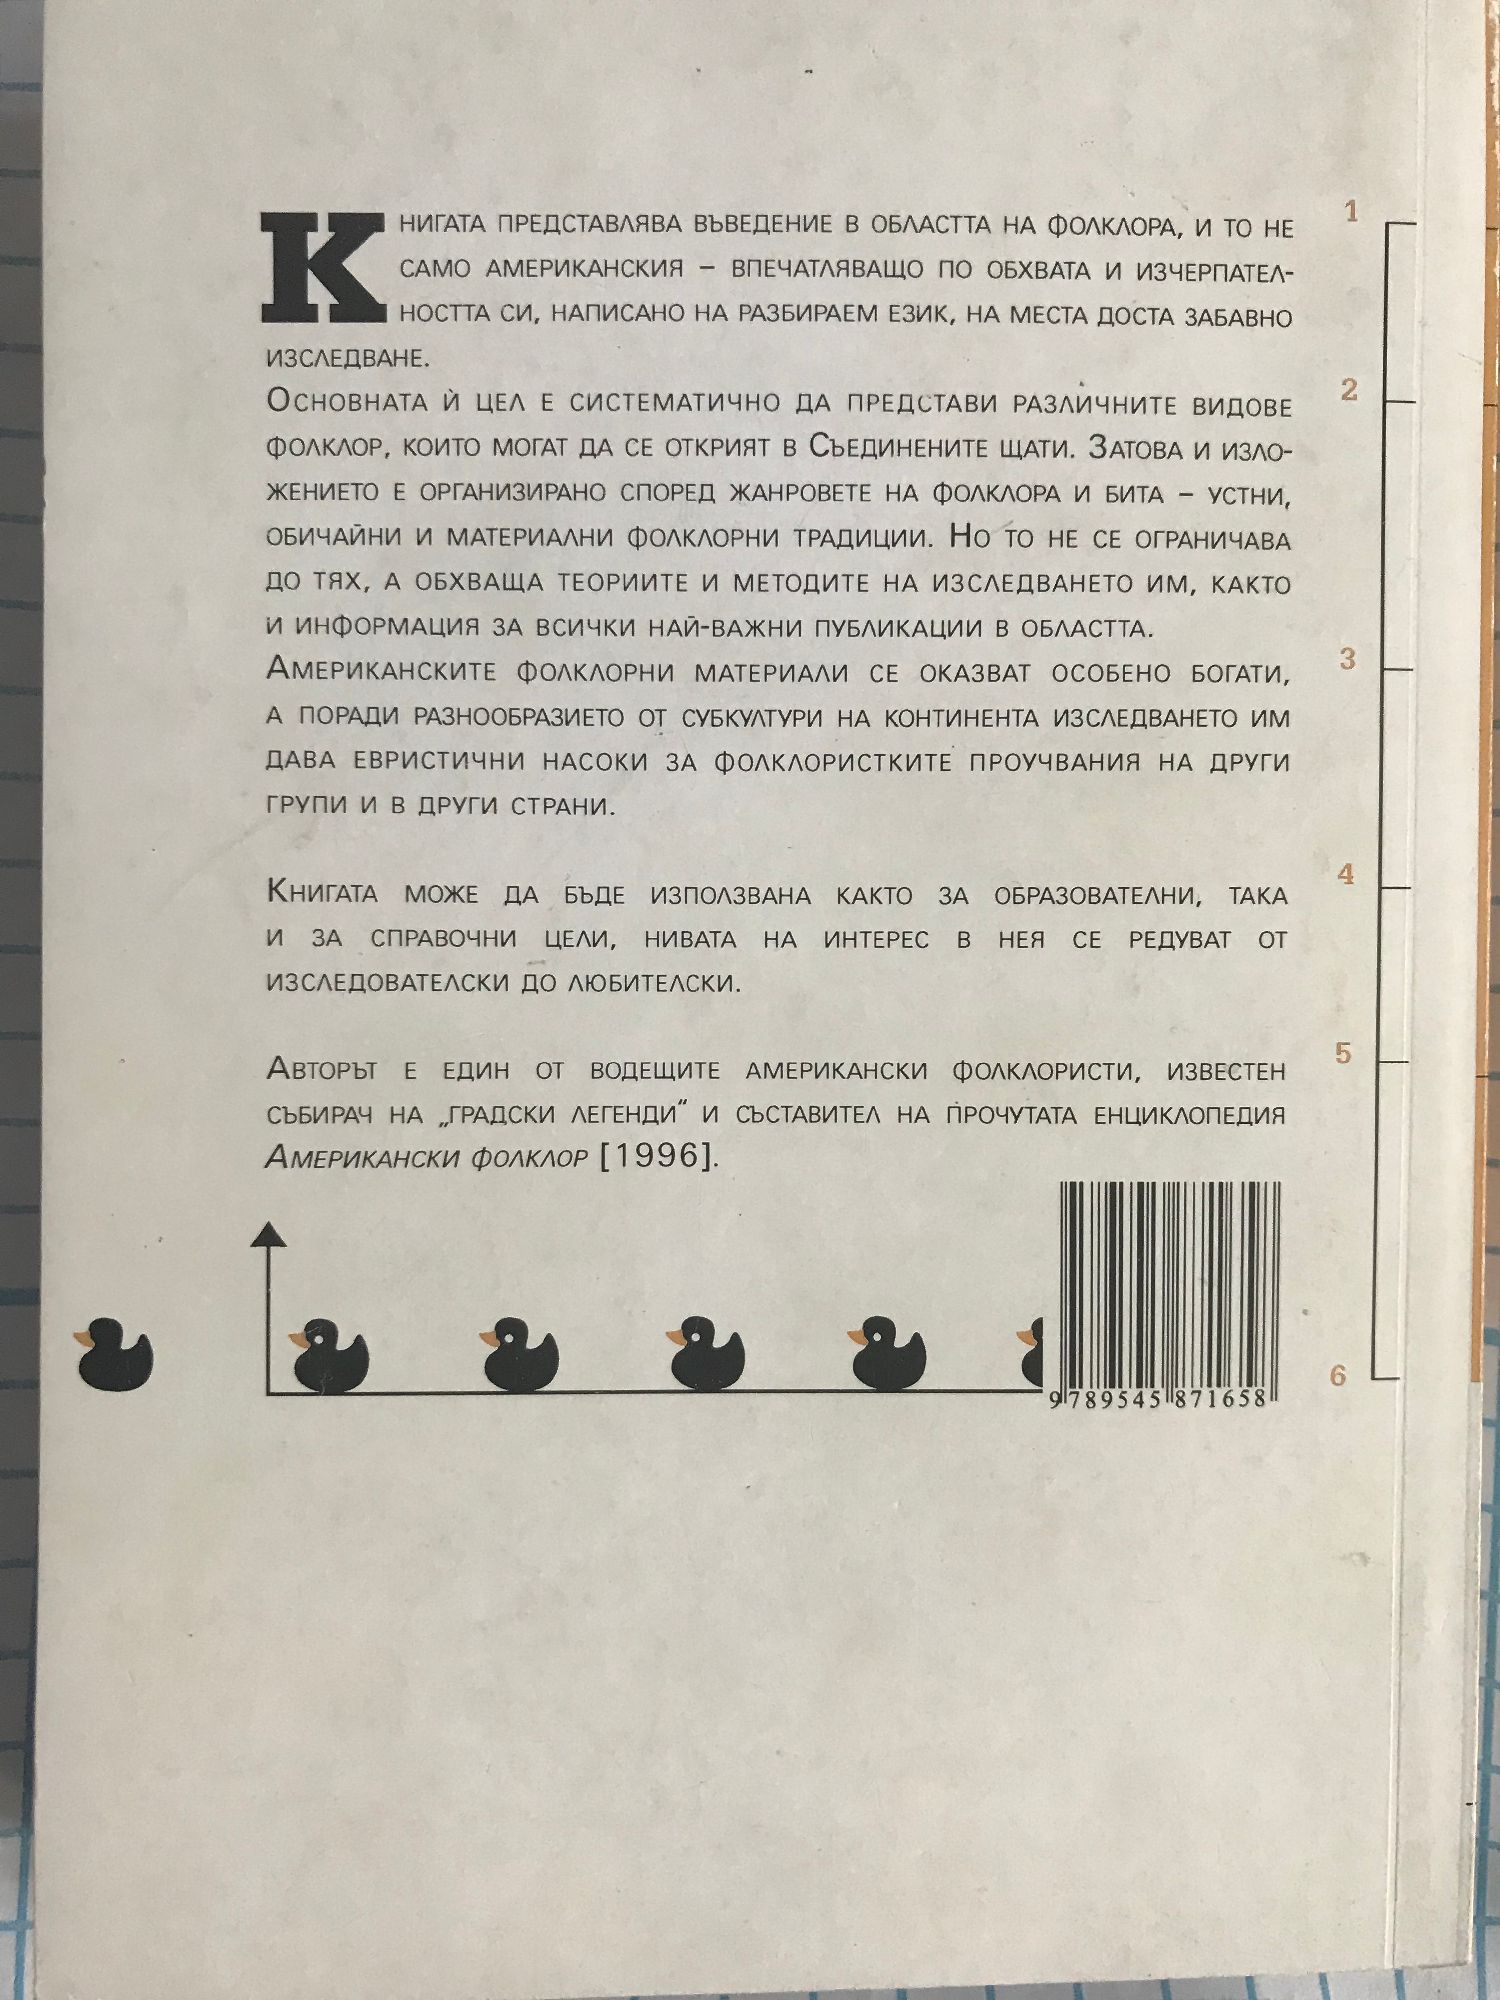 КНИГАТА ПРЕДСТАВЛЯВА ВЪВЕДЕНИЕ В ОБЛАСТТА НА ФОЛКЛОРА, И ТО НЕ
САМО АМЕРИКАНСКИЯ – ВПЕЧАТЛЯВАЩО ПО ОБХВАТА И ИЗЧЕРПАТЕЛ-
НОСТТА СИ, НАПИСАНО НА РАЗБИРАЕМ ЕЗИК, НА МЕСТА ДОСТА ЗАБАВНО
ИЗСЛЕДВАНЕ.
ОСНОВНАТА Ѝ ЦЕЛ Е СИСТЕМАТИЧНО ДА ПРЕДСТАВИ РАЗЛИЧНИТЕ ВИДОВЕ
ФОЛКЛОР, КОИТО МОГАТ ДА СЕ ОТКРИЯТ В СЪЕДИНЕНИТЕ ЩАТИ. ЗАТОВА И ИЗЛО-
ЖЕНИЕТО Е ОРГАНИЗИРАНО СПОРЕД ЖАНРОВЕТЕ НА ФОЛКЛОРА И БИТА – УСТНИ,
ОБИЧАЙНИ И МАТЕРИАЛНИ ФОЛКЛОРНИ ТРАДИЦИИ. НО ТО НЕ СЕ ОГРАНИЧАВА
ДО ТЯХ, А ОБХВАЩА ТЕОРИИТЕ И МЕТОДИТЕ НА ИЗСЛЕДВАНЕТО ИМ, КАКТО
И ИНФОРМАЦИЯ ЗА ВСИЧКИ НАЙ-ВАЖНИ ПУБЛИКАЦИИ В ОБЛАСТТА.
АМЕРИКАНСКИТЕ ФОЛКЛОРНИ МАТЕРИАЛИ СЕ ОКАЗВАТ ОСОБЕНО БОГАТИ,
А ПОРАДИ РАЗНООБРАЗИЕТО ОТ СУБКУЛТУРИ НА КОНТИНЕНТА ИЗСЛЕДВАНЕТО ИМ
ДАВА ЕВРИСТИЧНИ НАСОКИ ЗА ФОЛКЛОРИСТКИТЕ ПРОУЧВАНИЯ НА ДРУГИ
ГРУПИ И В ДРУГИ СТРАНИ.
КНИГАТА МОЖЕ ДА БЪДЕ ИЗПОЛЗВАНА КАКТО ЗА ОБРАЗОВАТЕЛНИ, ТАКА
И ЗА СПРАВОЧНИ ЦЕЛИ, НИВАТА НА ИНТЕРЕС В НЕЯ СЕ РЕДУВАТ ОТ
ИЗСЛЕДОВАТЕЛСКИ ДО ЛЮБИТЕЛСКИ.
АВТОРЪТ Е ЕДИН ОТ ВОДЕЩИТЕ АМЕРИКАНСКИ ФОЛКЛОРИСТИ, ИЗВЕСТЕН
СЪБИРАЧ НА „ГРАДСКИ ЛЕГЕНДИ“ И СЪСТАВИТЕЛ НА ПРОЧУТАТА ЕНЦИКЛОПЕДИЯ
АМЕРИКАНСКИ ФОЛКЛОР [1996].
9 789545 871658
1
2
3
4
5
6